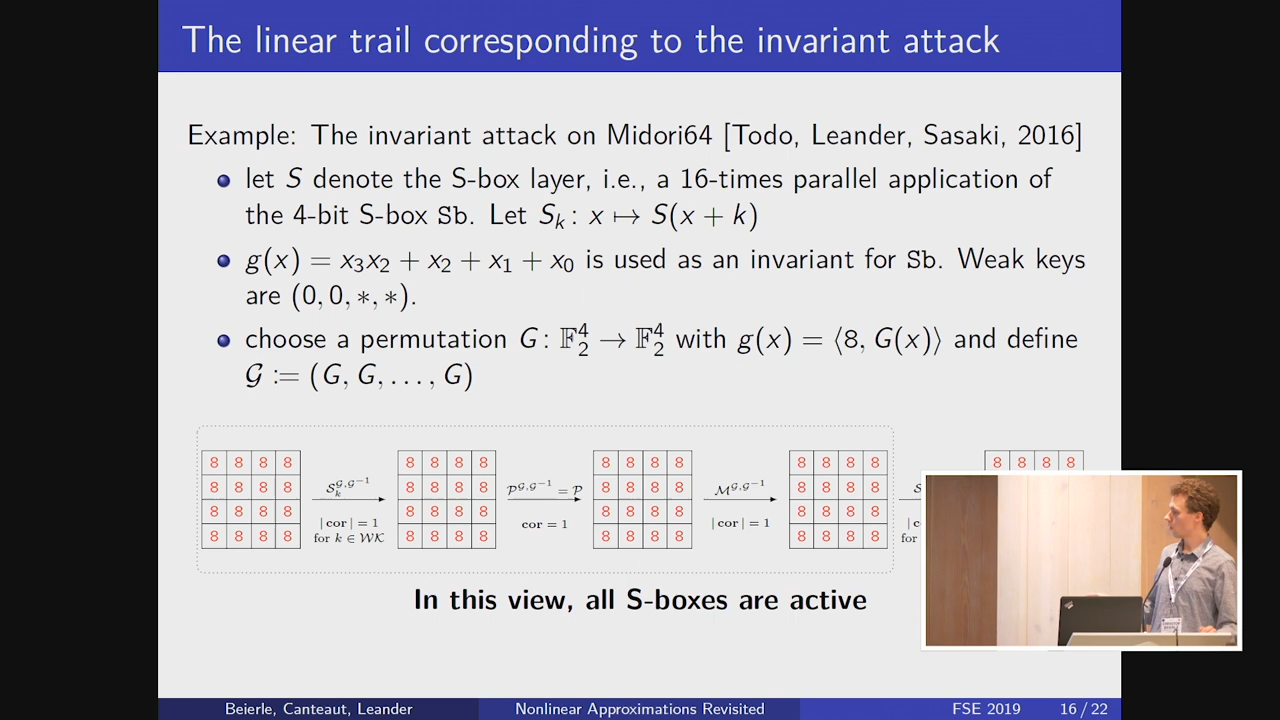 The linear trail corresponding to the invariant attack
Example: The invariant attack on Midori64 [Todo, Leander, Sasaki, 2016]
let S denote the S-box layer, i.e., a 16-times parallel application of
the 4-bit S-box Sb. Let Sₖ : x ↦ S(x + k)
g(x) = x₃x₂ + x₂ + x₁ + x₀ is used as an invariant for Sb. Weak keys
are (0, 0, ∗, ∗).
choose a permutation G : 𝔽₂⁴ → 𝔽₂⁴ with g(x) = ⟨8, G(x)⟩ and define
𝒢 := (G, G, . . . , G)
8 8 8 8 8 8 8 8 8 8 8 8 8 8 8 8 8 8 8 8
8 8 8 8 𝒮ₖ^{𝒢,𝒢⁻¹} 8 8 8 8 𝒫^{𝒢,𝒢⁻¹} = 𝒫 8 8 8 8 ℳ^{𝒢,𝒢⁻¹} 8 8 8 8
8 8 8 8 8 8 8 8 8 8 8 8 8 8 8 8
| cor | = 1 cor = 1 | cor | = 1
8 8 8 8 for k ∈ 𝒲𝒦 8 8 8 8 8 8 8 8 8 8 8 8 for
In this view, all S-boxes are active
Beierle, Canteaut, Leander Nonlinear Approximations Revisited FSE 2019 16 / 22